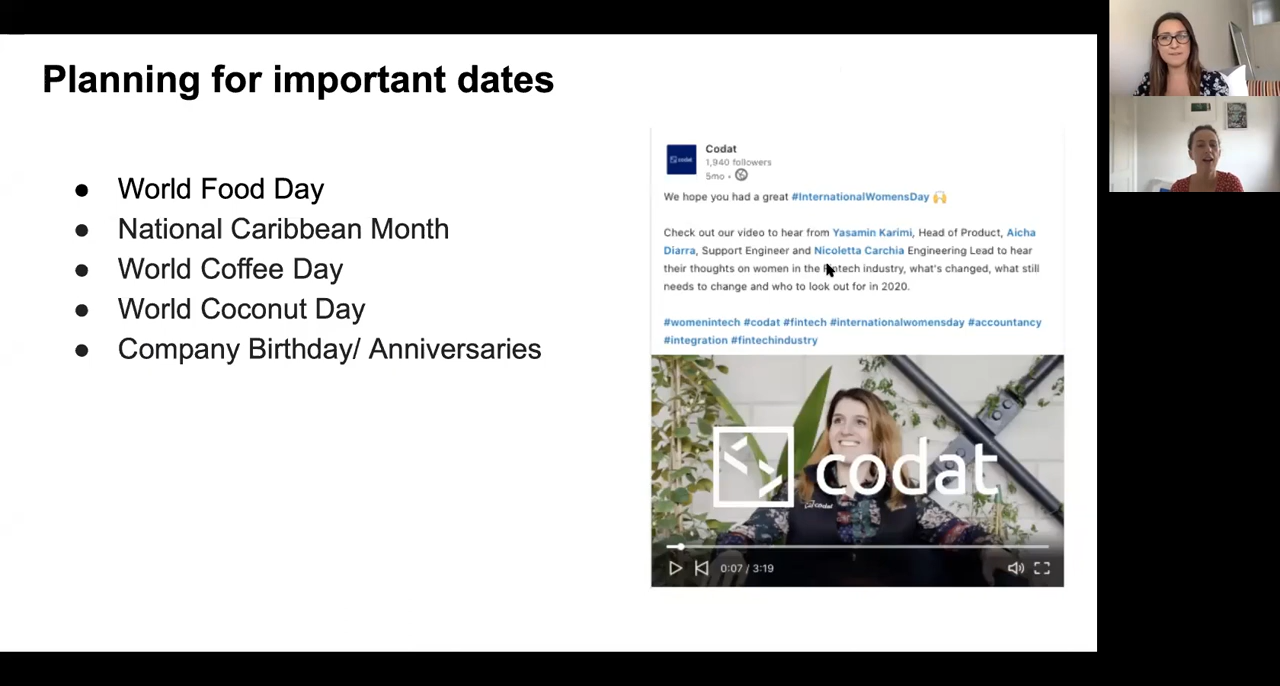 Planning for important dates
● World Food Day
● National Caribbean Month
● World Coffee Day
● World Coconut Day
● Company Birthday/ Anniversaries
codat
Codat
1,940 followers
5mo •
We hope you had a great #InternationalWomensDay 🙌
Check out our video to hear from Yasamin Karimi, Head of Product, Aicha
Diarra, Support Engineer and Nicoletta Carchia Engineering Lead to hear
their thoughts on women in the fintech industry, what's changed, what still
needs to change and who to look out for in 2020.
#womenintech #codat #fintech #internationalwomensday #accountancy
#integration #fintechindustry
codat
codat
0:07 / 3:19